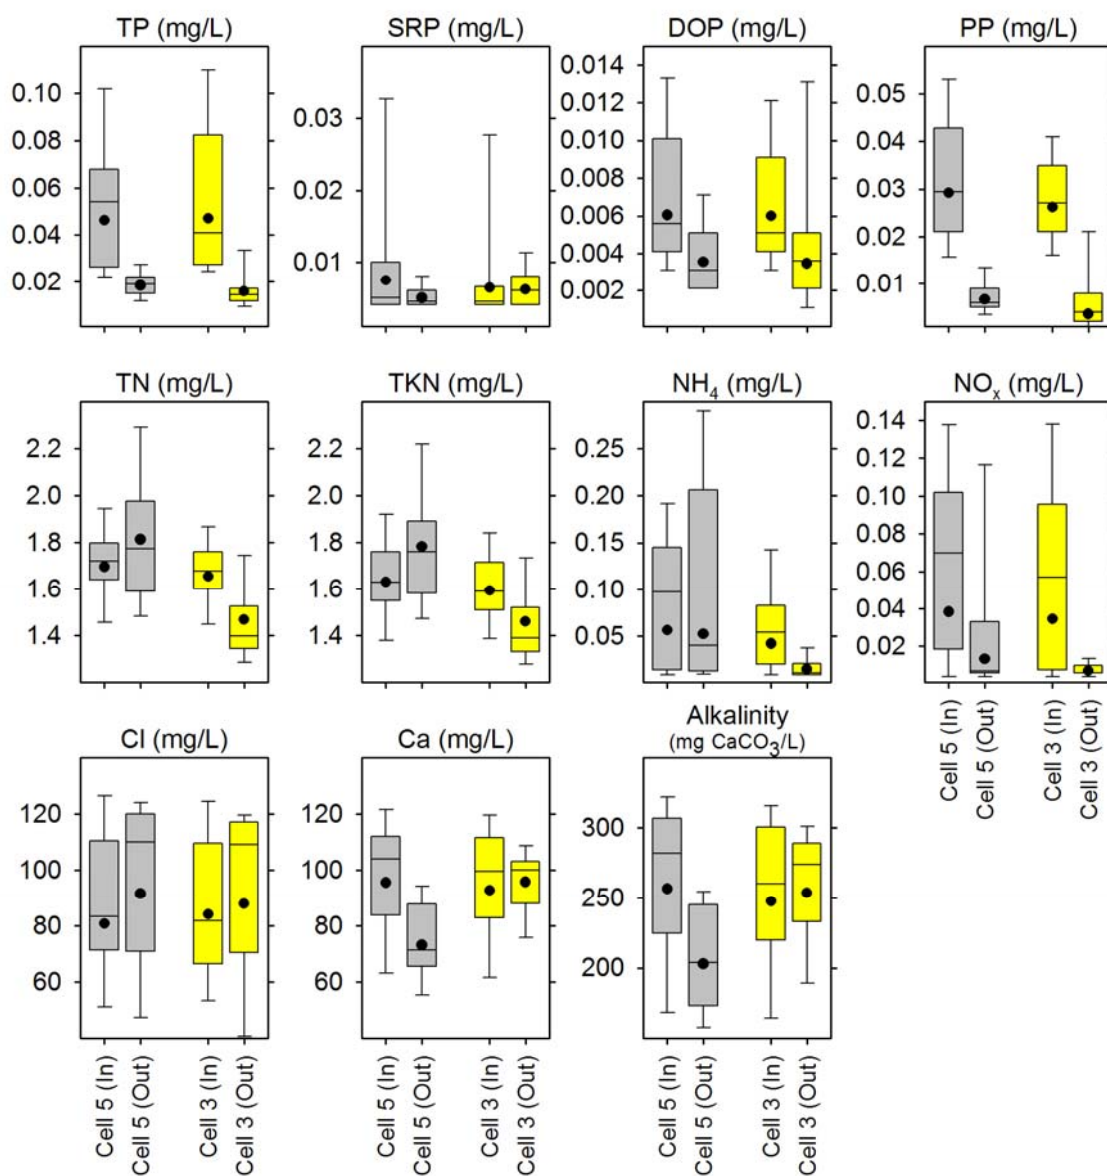 TP (mg/L)
SRP (mg/L)
DOP (mg/L)
PP (mg/L)
0.10
0.08
0.06
0.04
0.02
0.03
0.02
0.01
0.014
0.012
0.010
0.008
0.006
0.004
0.002
0.05
0.04
0.03
0.02
0.01
TN (mg/L)
TKN (mg/L)
NH₄ (mg/L)
NOₓ (mg/L)
2.2
2.0
1.8
1.6
1.4
2.2
2.0
1.8
1.6
1.4
0.25
0.20
0.15
0.10
0.05
0.14
0.12
0.10
0.08
0.06
0.04
0.02
Cell 5 (In)
Cell 5 (Out)
Cell 3 (In)
Cell 3 (Out)
Cl (mg/L)
Ca (mg/L)
Alkalinity
(mg CaCO₃/L)
120
100
80
60
120
100
80
60
300
250
200
Cell 5 (In)
Cell 5 (Out)
Cell 3 (In)
Cell 3 (Out)
Cell 5 (In)
Cell 5 (Out)
Cell 3 (In)
Cell 3 (Out)
Cell 5 (In)
Cell 5 (Out)
Cell 3 (In)
Cell 3 (Out)